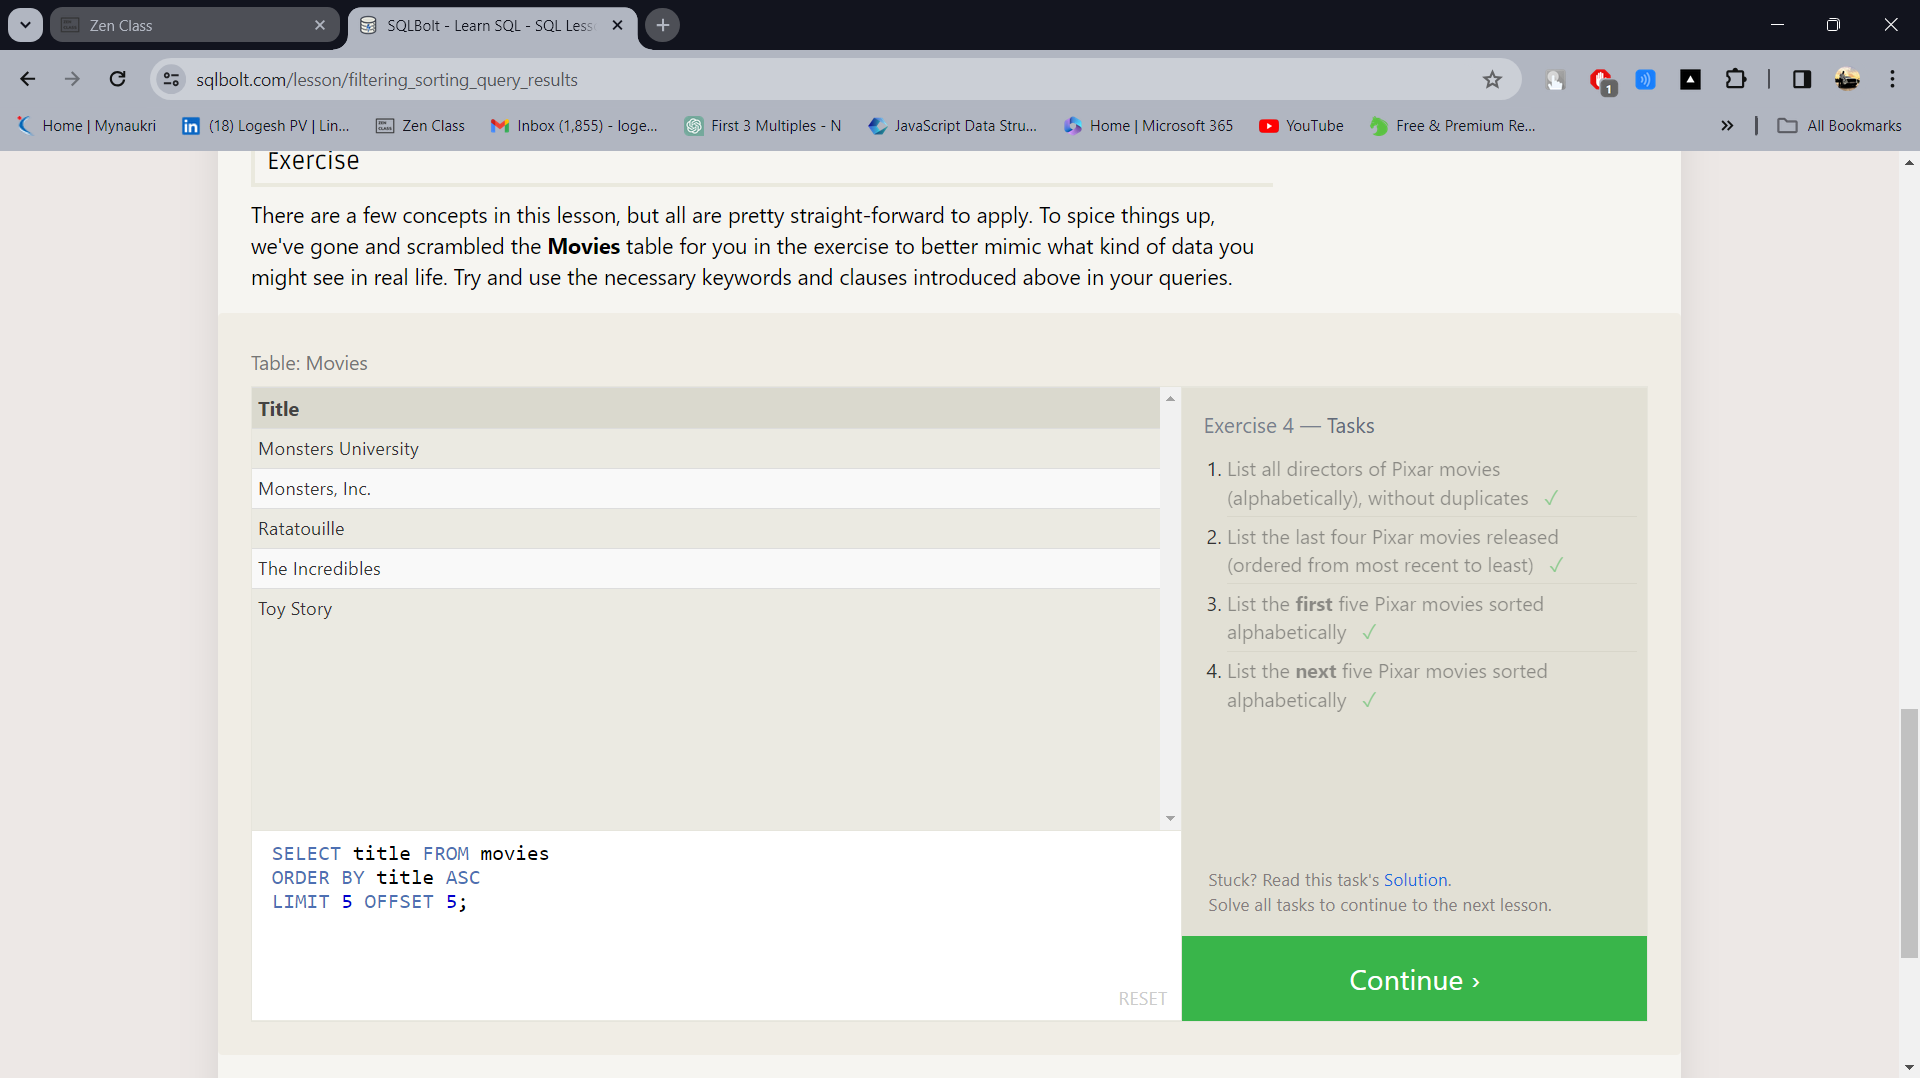 Zen Class
SQLBolt - Learn SQL - SQL Less
sqlbolt.com/lesson/filtering_sorting_query_results
1
Home | Mynaukri
(18) Logesh PV | Lin...
Zen Class
Inbox (1,855) - loge...
First 3 Multiples - N
JavaScript Data Stru...
Home | Microsoft 365
YouTube
Free & Premium Re...
All Bookmarks
Exercise
There are a few concepts in this lesson, but all are pretty straight-forward to apply. To spice things up,
we've gone and scrambled the Movies table for you in the exercise to better mimic what kind of data you
might see in real life. Try and use the necessary keywords and clauses introduced above in your queries.
Table: Movies
Title
Monsters University
Monsters, Inc.
Ratatouille
The Incredibles
Toy Story
SELECT title FROM movies
ORDER BY title ASC
LIMIT 5 OFFSET 5;
RESET
Exercise 4 — Tasks
1. List all directors of Pixar movies
(alphabetically), without duplicates ✓
2. List the last four Pixar movies released
(ordered from most recent to least) ✓
3. List the first five Pixar movies sorted
alphabetically ✓
4. List the next five Pixar movies sorted
alphabetically ✓
Stuck? Read this task's Solution.
Solve all tasks to continue to the next lesson.
Continue ›